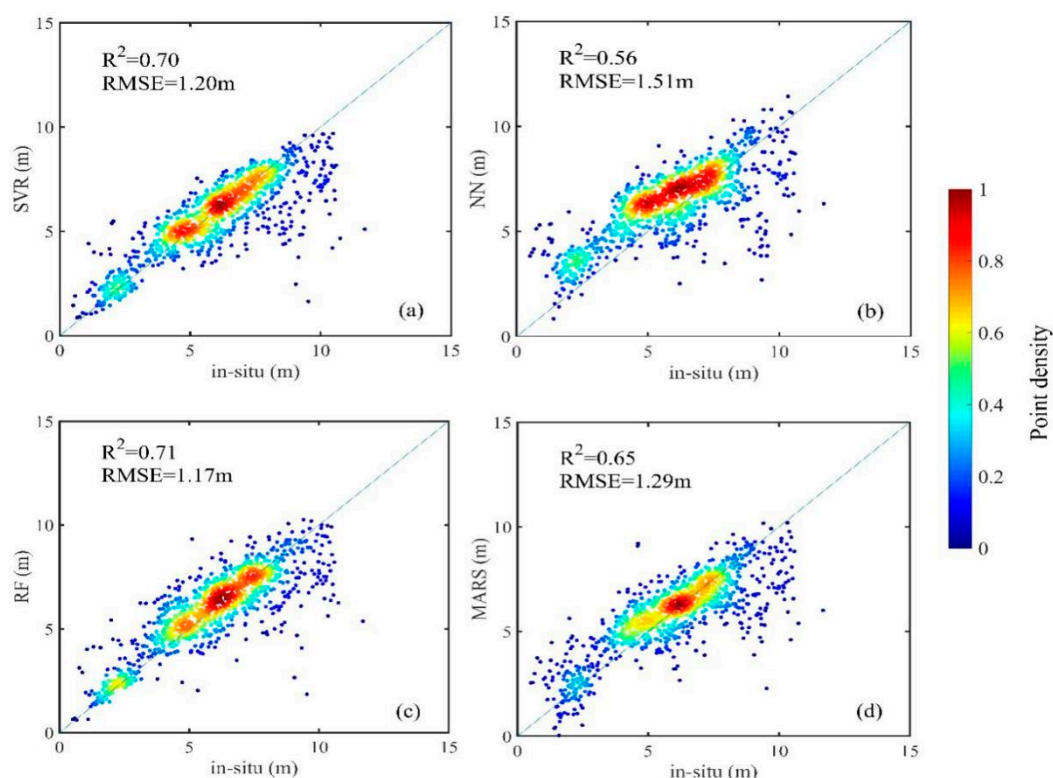 15
R²=0.70
RMSE=1.20m
10
SVR (m)
5
(a)
0
0 5 10 15
in-situ (m)
15
R²=0.56
RMSE=1.51m
10
NN (m)
5
(b)
0
0 5 10 15
in-situ (m)
15
R²=0.71
RMSE=1.17m
10
RF (m)
5
(c)
0
0 5 10 15
in-situ (m)
15
R²=0.65
RMSE=1.29m
10
MARS (m)
5
(d)
0
0 5 10 15
in-situ (m)
1
0.8
0.6
0.4
0.2
0
Point density